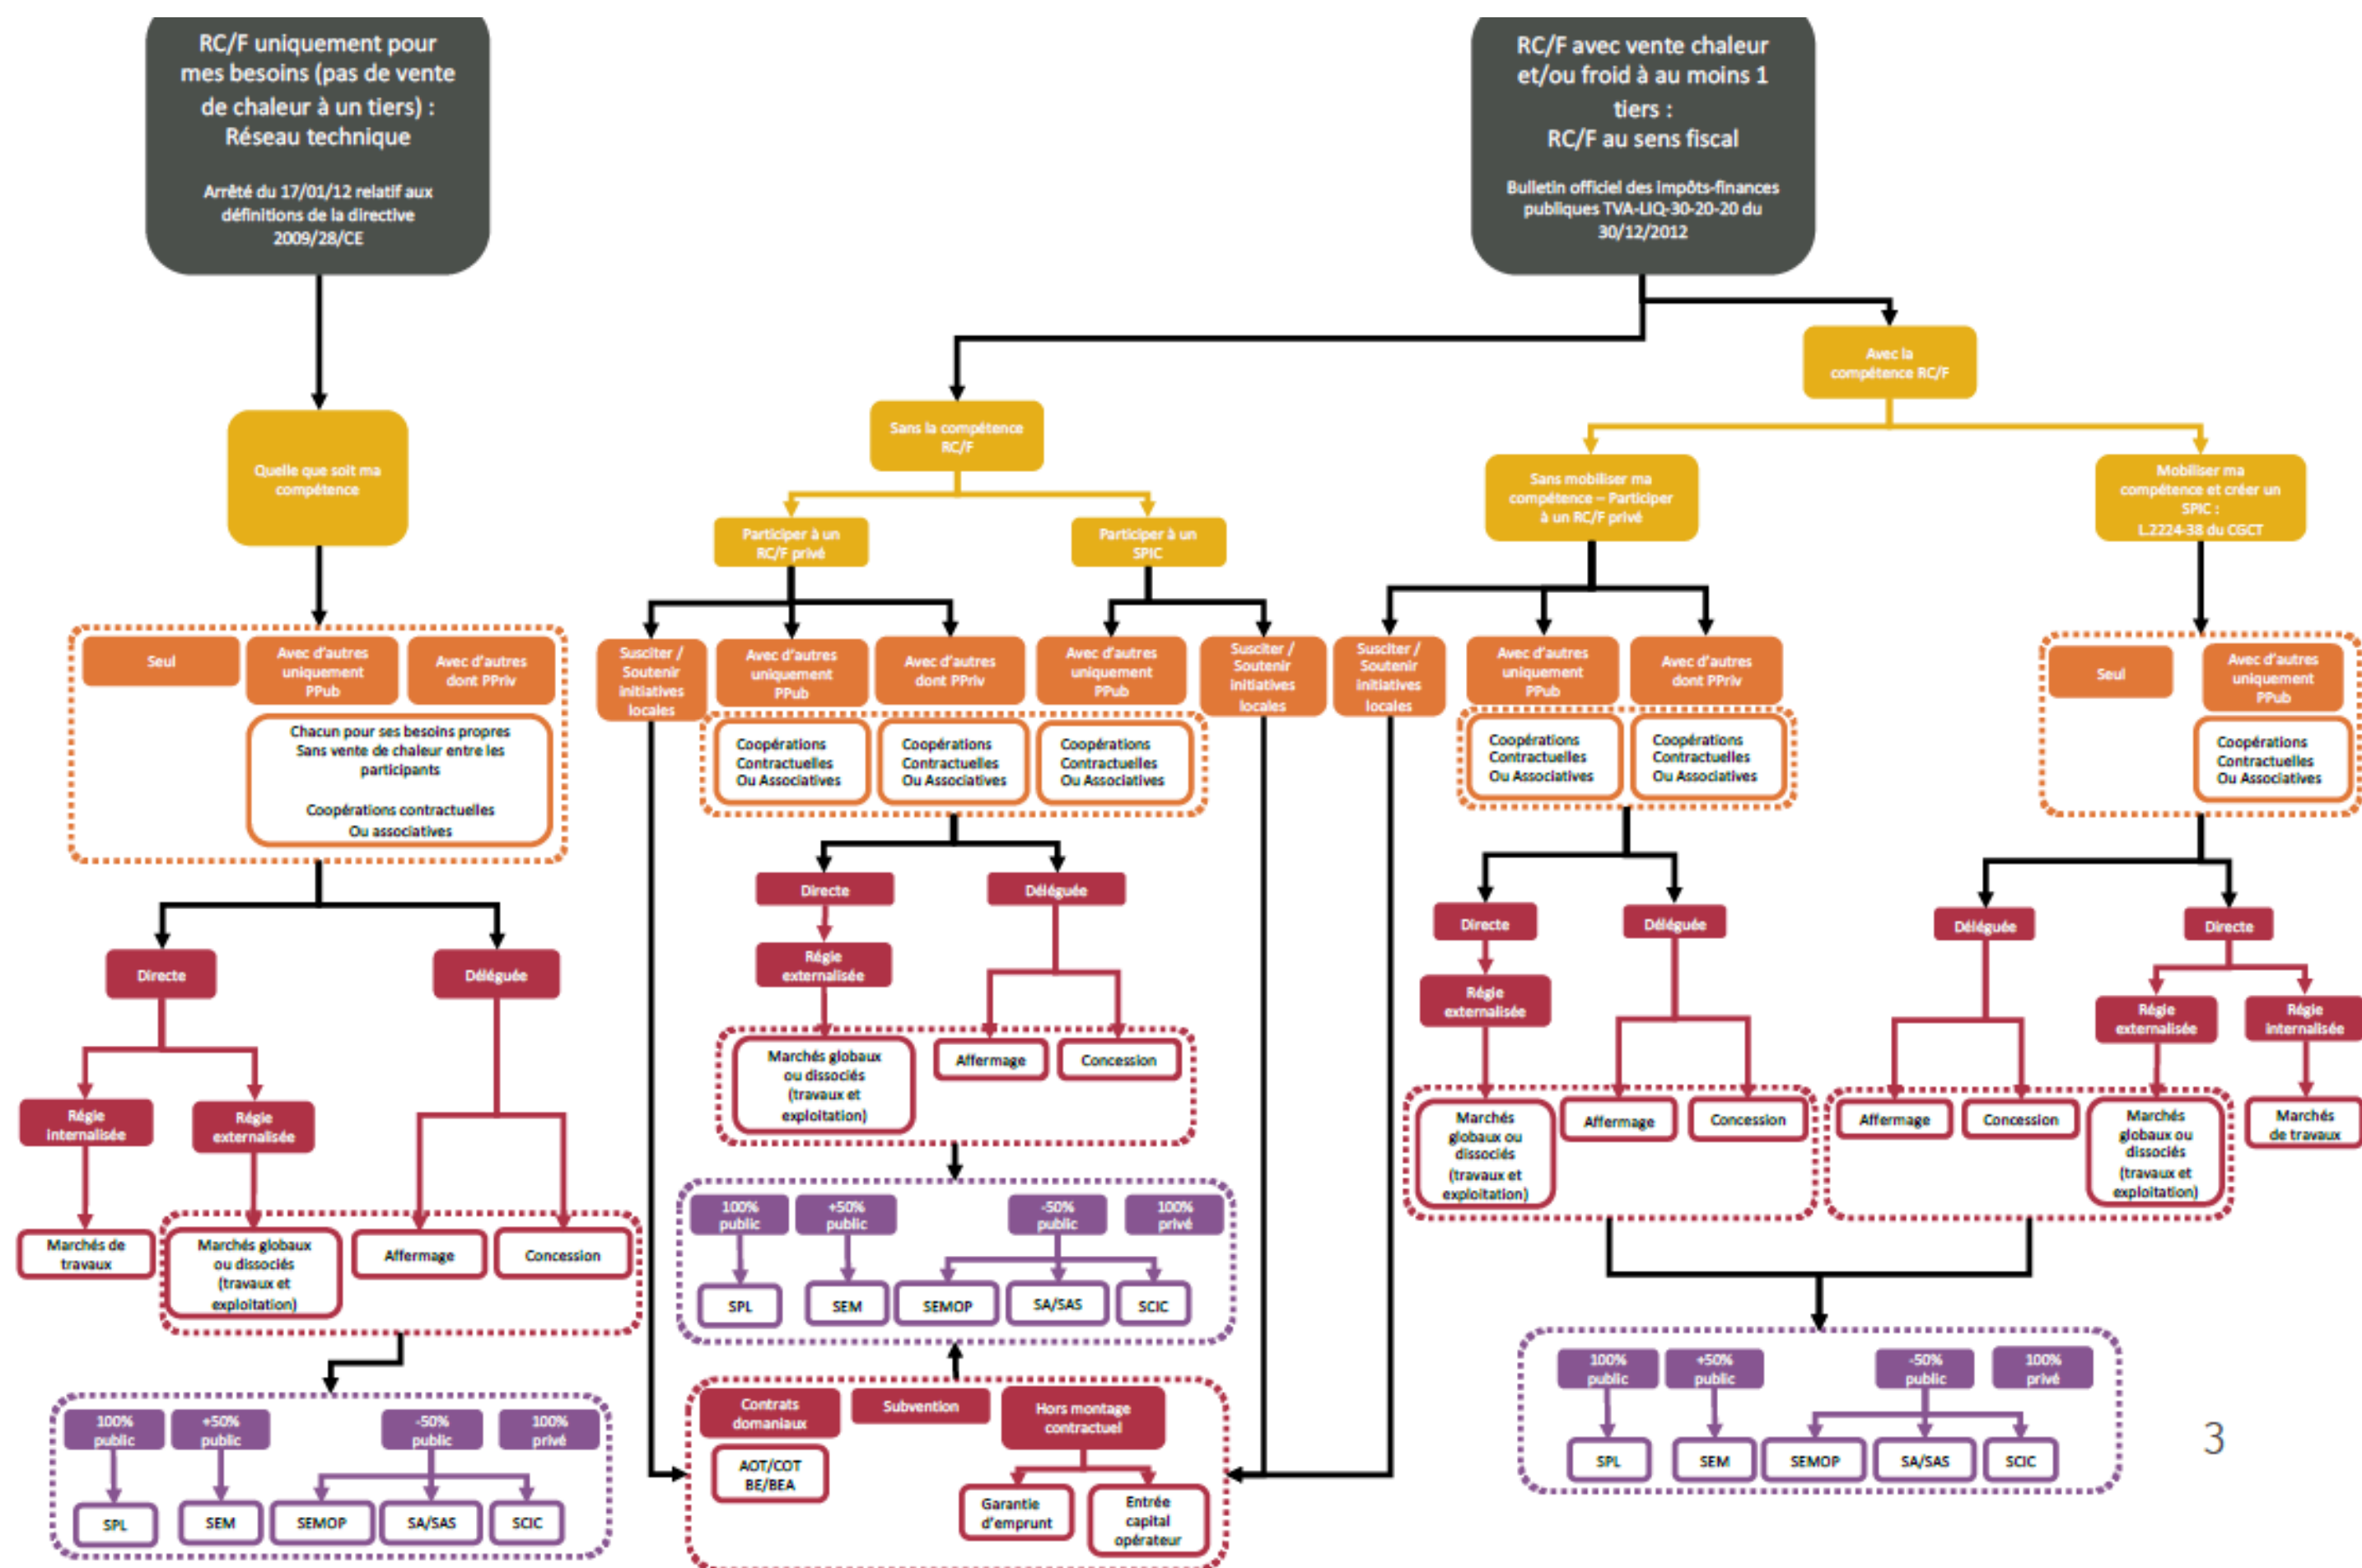 RC/F uniquement pour
mes besoins (pas de vente
de chaleur à un tiers) :
Réseau technique
Arrêté du 17/01/12 relatif aux
définitions de la directive
2009/28/CE
RC/F avec vente chaleur
et/ou froid à au moins 1
tiers :
RC/F au sens fiscal
Bulletin officiel des impôts-finances
publiques TVA-LIQ-30-20-20 du
30/12/2012
Quelle que soit ma
compétence
Sans la compétence
RC/F
Avec la
compétence RC/F
Participer à un
RC/F privé
Participer à un
SPIC
Sans mobiliser ma
compétence – Participer
à un RC/F privé
Mobiliser ma
compétence et créer un
SPIC :
L.2224-38 du CGCT
Seul
Avec d'autres
uniquement
PPub
Avec d'autres
dont PPriv
Chacun pour ses besoins propres
Sans vente de chaleur entre les
participants
Coopérations contractuelles
Ou associatives
Susciter /
Soutenir
initiatives
locales
Avec d'autres
uniquement
PPub
Avec d'autres
dont PPriv
Avec d'autres
uniquement
PPub
Susciter /
Soutenir
initiatives
locales
Susciter /
Soutenir
initiatives
locales
Avec d'autres
uniquement
PPub
Avec d'autres
dont PPriv
Seul
Avec d'autres
uniquement
PPub
Coopérations
Contractuelles
Ou Associatives
Coopérations
Contractuelles
Ou Associatives
Coopérations
Contractuelles
Ou Associatives
Coopérations
Contractuelles
Ou Associatives
Coopérations
Contractuelles
Ou Associatives
Coopérations
Contractuelles
Ou Associatives
Directe
Déléguée
Régie
internalisée
Régie
externalisée
Marchés de
travaux
Marchés globaux
ou dissociés
(travaux et
exploitation)
Affermage
Concession
100%
public
+50%
public
-50%
public
100%
privé
SPL
SEM
SEMOP
SA/SAS
SCIC
Directe
Déléguée
Régie
externalisée
Marchés globaux
ou dissociés
(travaux et
exploitation)
Affermage
Concession
100%
public
+50%
public
-50%
public
100%
privé
SPL
SEM
SEMOP
SA/SAS
SCIC
Contrats
domaniaux
Subvention
Hors montage
contractuel
AOT/COT
BE/BEA
Garantie
d'emprunt
Entrée
capital
opérateur
Directe
Déléguée
Régie
externalisée
Marchés
globaux ou
dissociés
(travaux et
exploitation)
Affermage
Concession
Déléguée
Directe
Régie
externalisée
Régie
internalisée
Affermage
Concession
Marchés
globaux ou
dissociés
(travaux et
exploitation)
Marchés
de travaux
100%
public
+50%
public
-50%
public
100%
privé
SPL
SEM
SEMOP
SA/SAS
SCIC
3